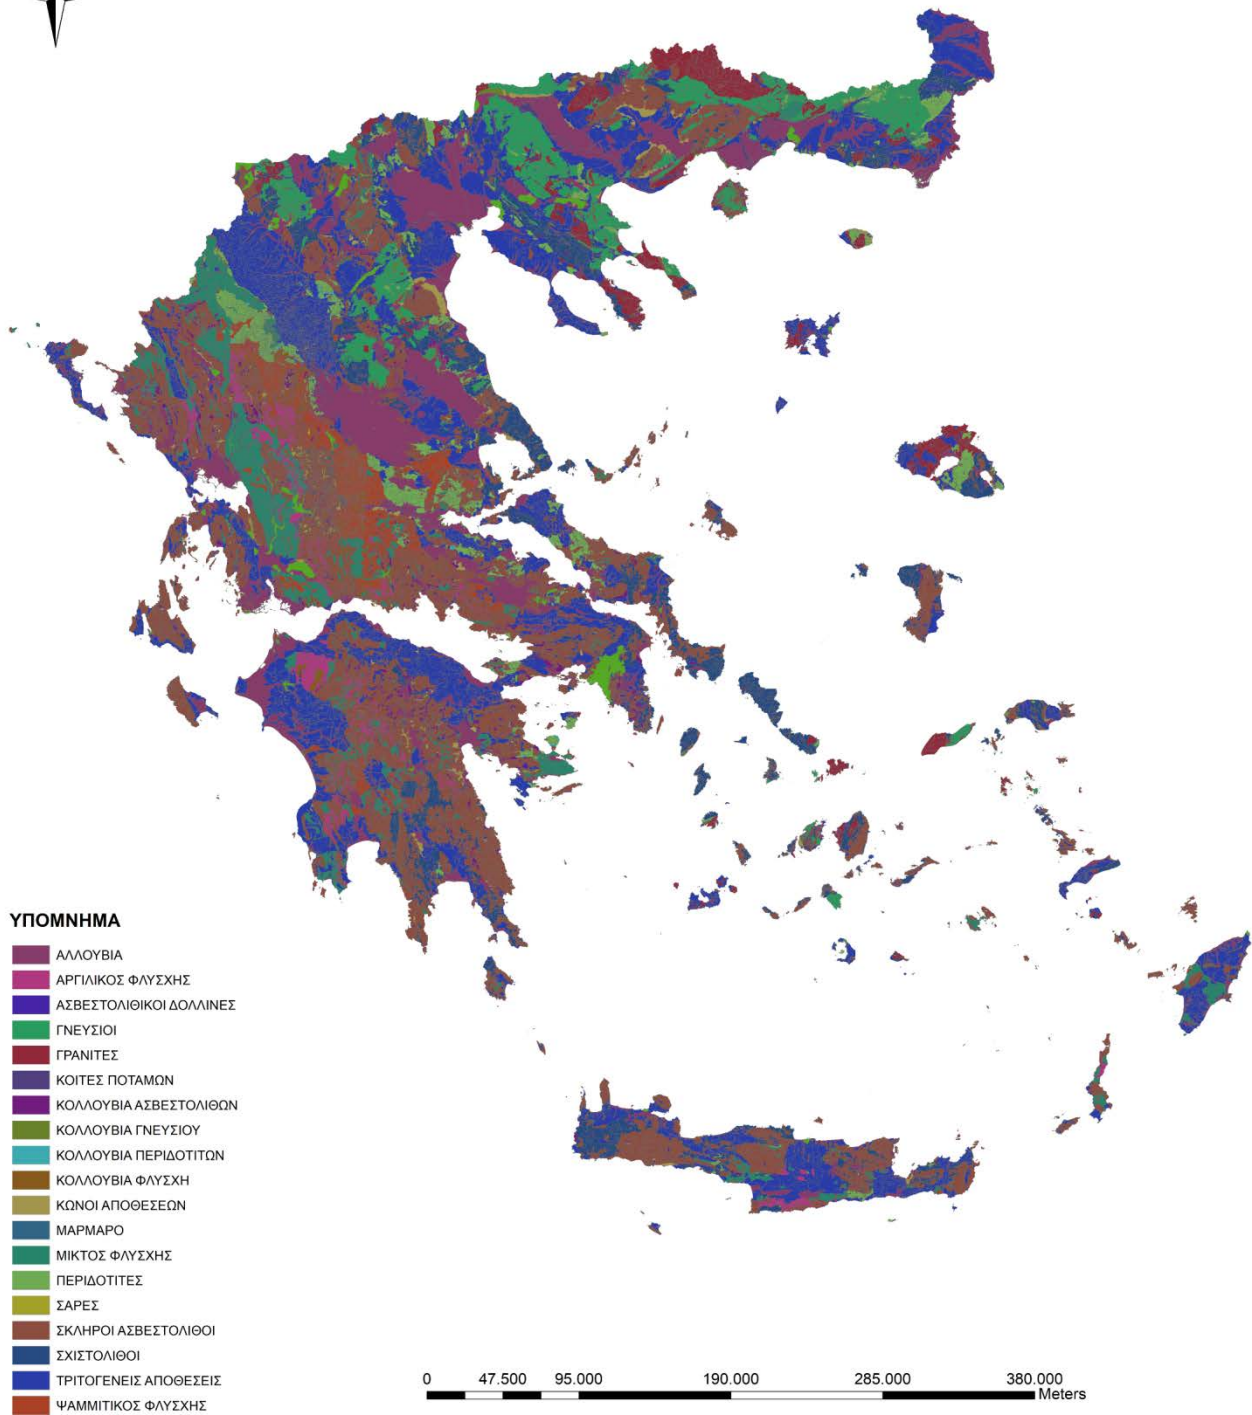 ΥΠΟΜΝΗΜΑ
ΑΛΛΟΥΒΙΑ
ΑΡΓΙΛΙΚΟΣ ΦΛΥΣΧΗΣ
ΑΣΒΕΣΤΟΛΙΘΙΚΟΙ ΔΟΛΛΙΝΕΣ
ΓΝΕΥΣΙΟΙ
ΓΡΑΝΙΤΕΣ
ΚΟΙΤΕΣ ΠΟΤΑΜΩΝ
ΚΟΛΛΟΥΒΙΑ ΑΣΒΕΣΤΟΛΙΘΩΝ
ΚΟΛΛΟΥΒΙΑ ΓΝΕΥΣΙΟΥ
ΚΟΛΛΟΥΒΙΑ ΠΕΡΙΔΟΤΙΤΩΝ
ΚΟΛΛΟΥΒΙΑ ΦΛΥΣΧΗ
ΚΩΝΟΙ ΑΠΟΘΕΣΕΩΝ
ΜΑΡΜΑΡΟ
ΜΙΚΤΟΣ ΦΛΥΣΧΗΣ
ΠΕΡΙΔΟΤΙΤΕΣ
ΣΑΡΕΣ
ΣΚΛΗΡΟΙ ΑΣΒΕΣΤΟΛΙΘΟΙ
ΣΧΙΣΤΟΛΙΘΟΙ
ΤΡΙΤΟΓΕΝΕΙΣ ΑΠΟΘΕΣΕΙΣ
ΨΑΜΜΙΤΙΚΟΣ ΦΛΥΣΧΗΣ
0 47.500 95.000 190.000 285.000 380.000
Meters